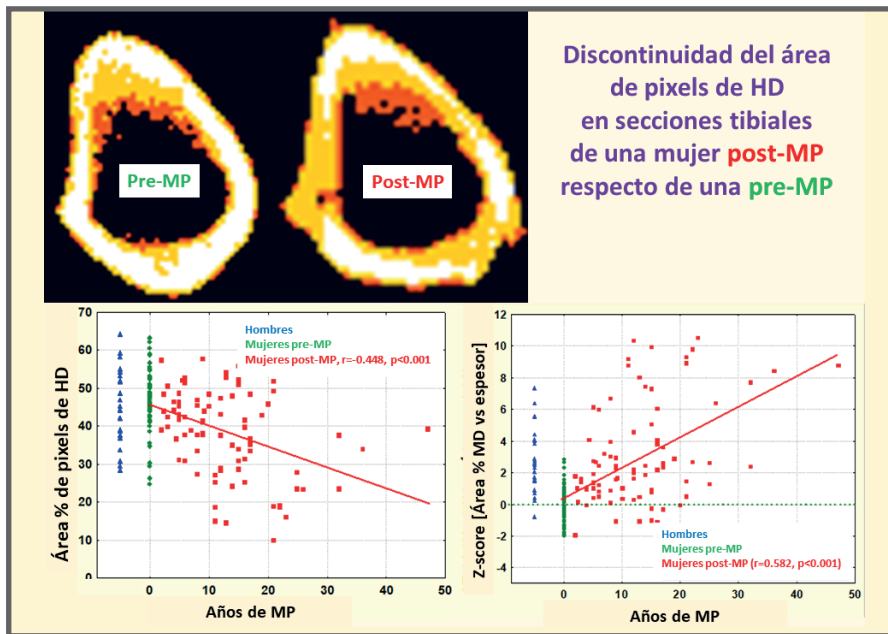 Discontinuidad del área
de pixels de HD
en secciones tibiales
de una mujer post-MP
respecto de una pre-MP
Pre-MP
Post-MP
Área % de pixels de HD
70
60
50
40
30
20
10
0
Hombres
Mujeres pre-MP
Mujeres post-MP, r=-0.448, p<0.001
0
10
20
30
40
50
Años de MP
Z-score [Área % MD vs espesor]
12
10
8
6
4
2
0
-2
-4
Hombres
Mujeres pre-MP
Mujeres post-MP (r=0.582, p<0.001)
0
10
20
30
40
50
Años de MP